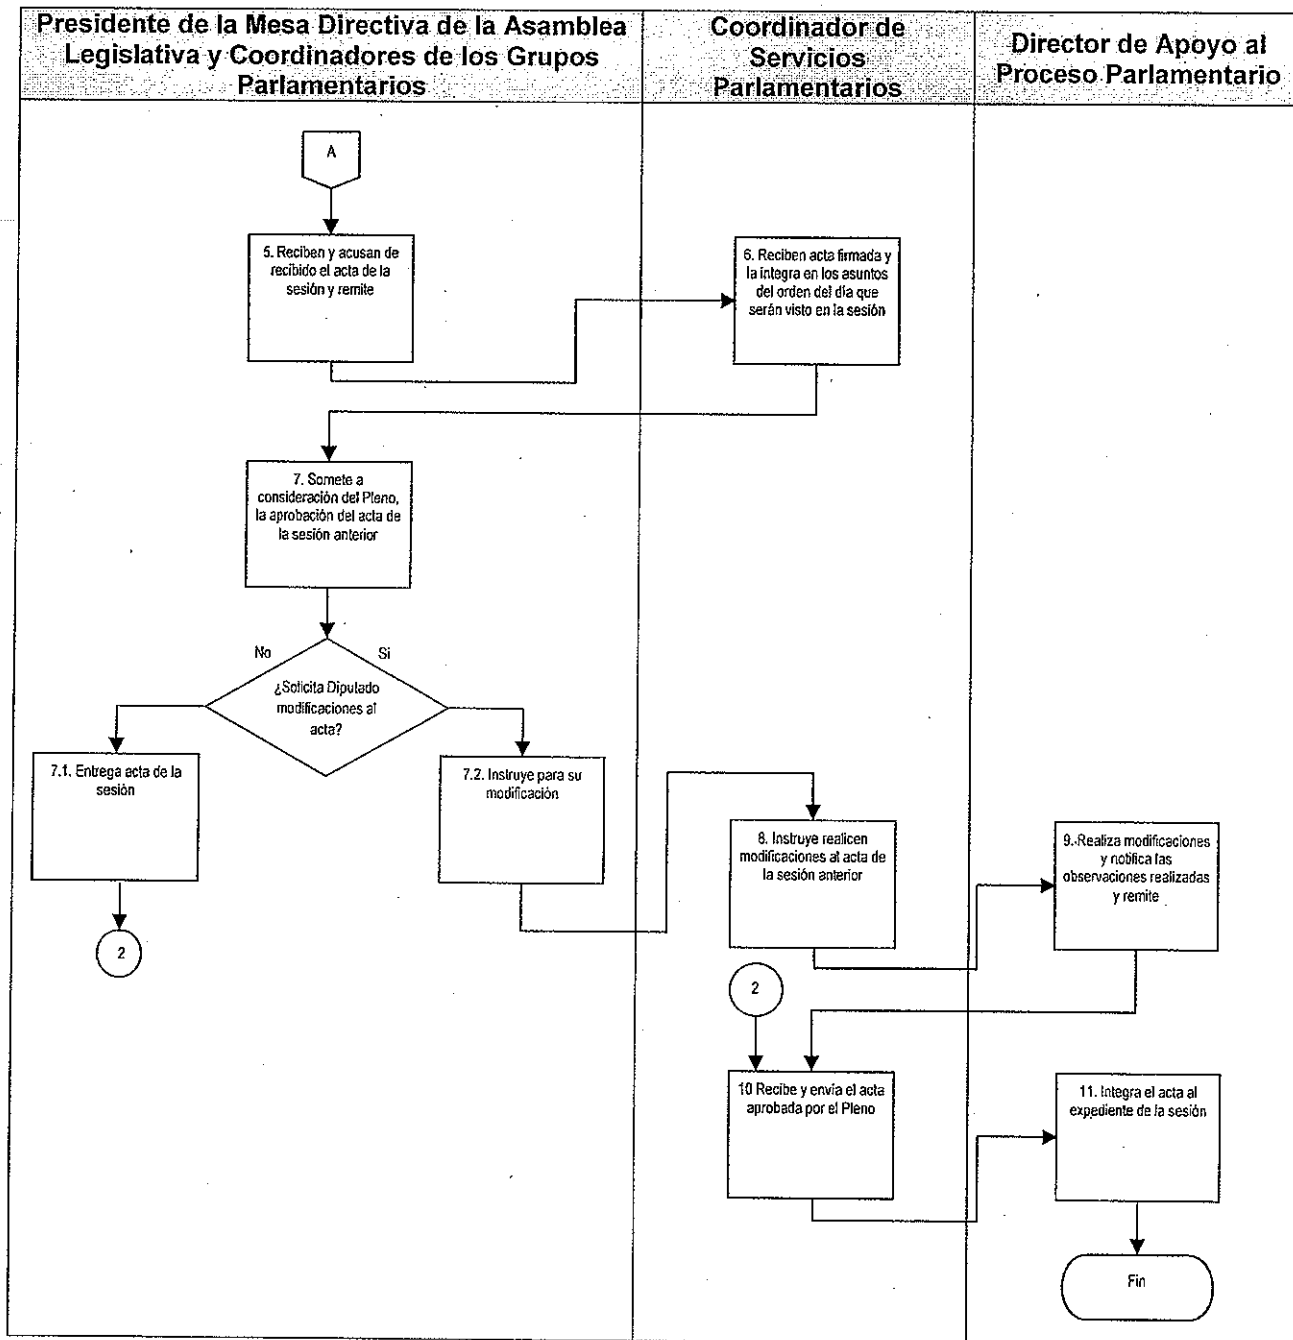 Presidente de la Mesa Directiva de la Asamblea
Legislativa y Coordinadores de los Grupos
Parlamentarios
Coordinador de
Servicios
Parlamentarios
Director de Apoyo al
Proceso Parlamentario
A
5. Reciben y acusan de
recibido el acta de la
sesión y remite
6. Reciben acta firmada y
la integra en los asuntos
del orden del día que
serán visto en la sesión
7. Somete a
consideración del Pleno,
la aprobación del acta de
la sesión anterior
No
Si
¿Solicita Diputado
modificaciones al
acta?
7.1. Entrega acta de la
sesión
7.2. Instruye para su
modificación
8. Instruye realicen
modificaciones al acta de
la sesión anterior
9. Realiza modificaciones
y notifica las
observaciones realizadas
y remite
2
2
10 Recibe y envía el acta
aprobada por el Pleno
11. Integra el acta al
expediente de la sesión
Fin